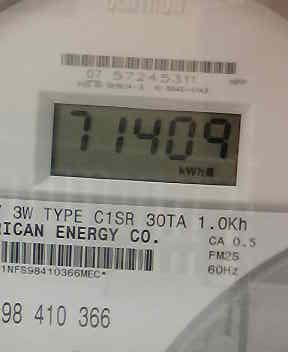 07 57245311
71409
kWh
3W TYPE C1SR 30TA 1.0Kh
RICAN ENERGY CO.
CA 0.5
FM2S
60Hz
1NFS98410366MEC*
98 410 366